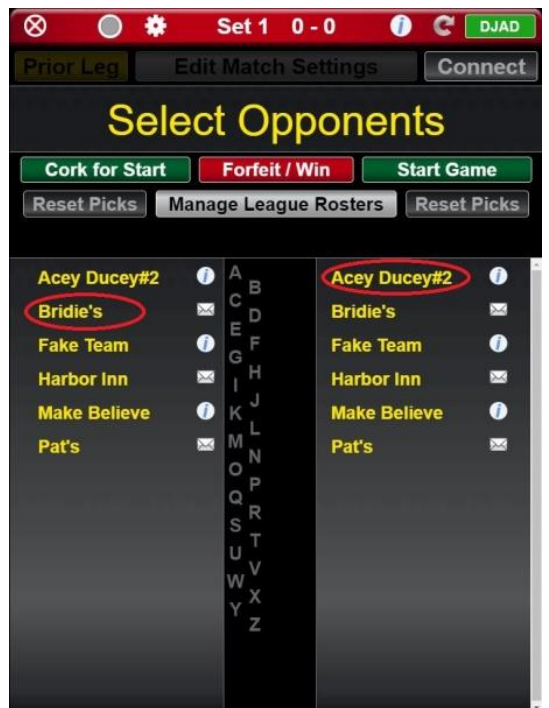 Set 1 0 - 0 i DJAD
Prior Leg Edit Match Settings Connect
Select Opponents
Cork for Start Forfeit / Win Start Game
Reset Picks Manage League Rosters Reset Picks
Acey Ducey#2 i Acey Ducey#2 i
Bridie's Bridie's
Fake Team i Fake Team i
Harbor Inn Harbor Inn
Make Believe i Make Believe i
Pat's Pat's
A
B
C
D
E
F
G
H
I
J
K
L
M
N
O
P
Q
R
S
T
U
V
W
X
Y
Z